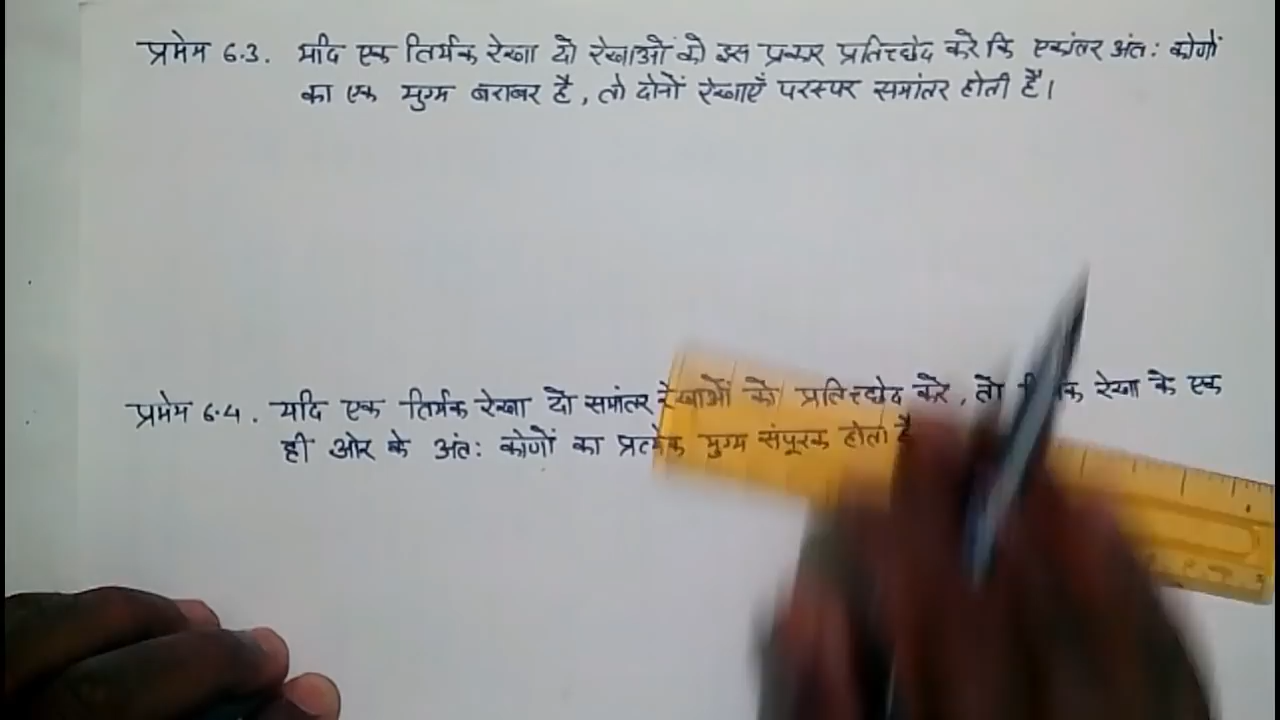 प्रमेय 6.3. यदि एक तिर्यक रेखा दो रेखाओं को इस प्रकार प्रतिच्छेद करे कि एकांतर अंतः कोणों
का एक युग्म बराबर है, तो दोनों रेखाएँ परस्पर समांतर होती हैं।
प्रमेय 6.4. यदि एक तिर्यक रेखा दो समांतर रेखाओं को प्रतिच्छेद करे, तो रेखा के एक
ही ओर के अंतः कोणों का प्रत्येक युग्म संपूरक होता है